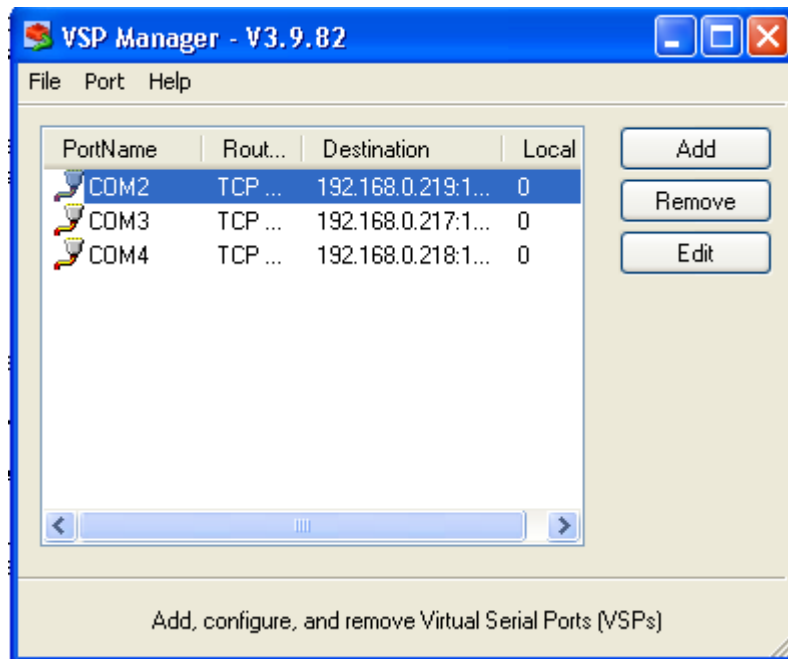 VSP Manager - V3.9.82
File Port Help
PortName Rout... Destination Local
COM2 TCP ... 192.168.0.219:1... 0
COM3 TCP ... 192.168.0.217:1... 0
COM4 TCP ... 192.168.0.218:1... 0
Add
Remove
Edit
Add, configure, and remove Virtual Serial Ports (VSPs)